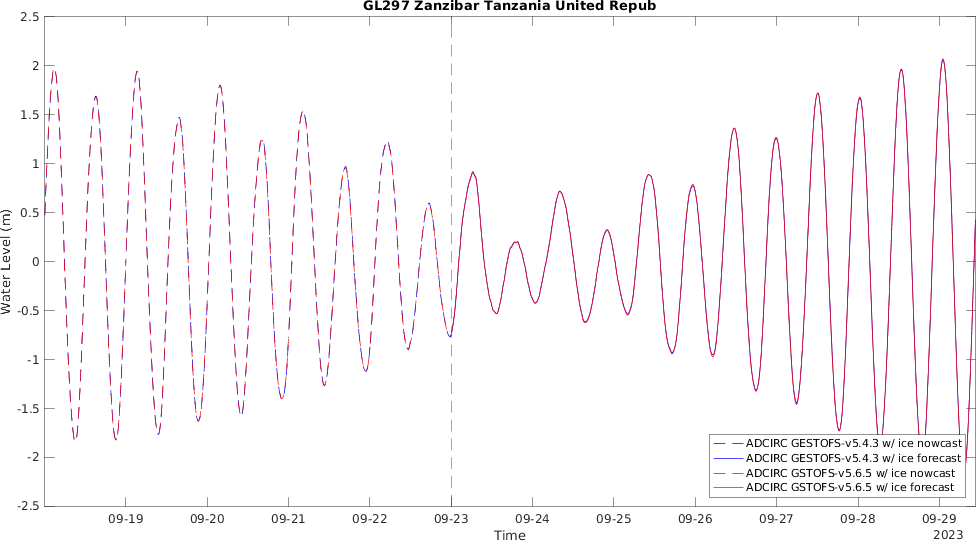 GL297 Zanzibar Tanzania United Repub
2.5
2
1.5
1
0.5
0
-0.5
-1
-1.5
-2
-2.5
Water Level (m)
ADCIRC GESTOFS-v5.4.3 w/ ice nowcast
ADCIRC GESTOFS-v5.4.3 w/ ice forecast
ADCIRC GSTOFS-v5.6.5 w/ ice nowcast
ADCIRC GSTOFS-v5.6.5 w/ ice forecast
09-19 09-20 09-21 09-22 09-23 09-24 09-25 09-26 09-27 09-28 09-29
Time
2023